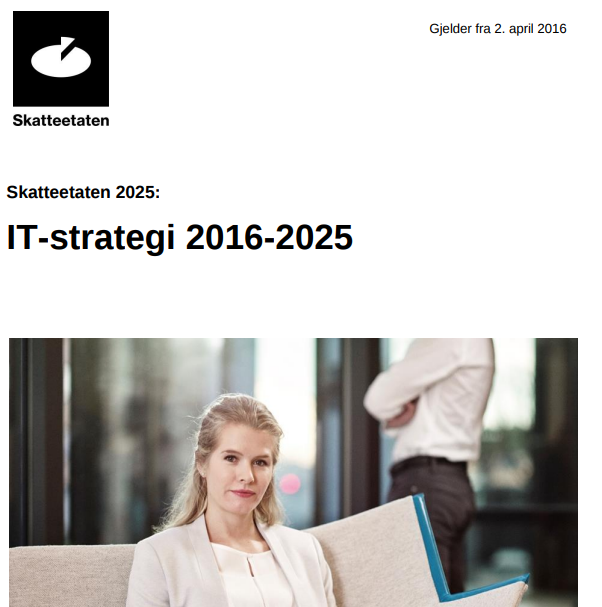 Gjelder fra 2. april 2016
Skatteetaten
Skatteetaten 2025:
IT-strategi 2016-2025